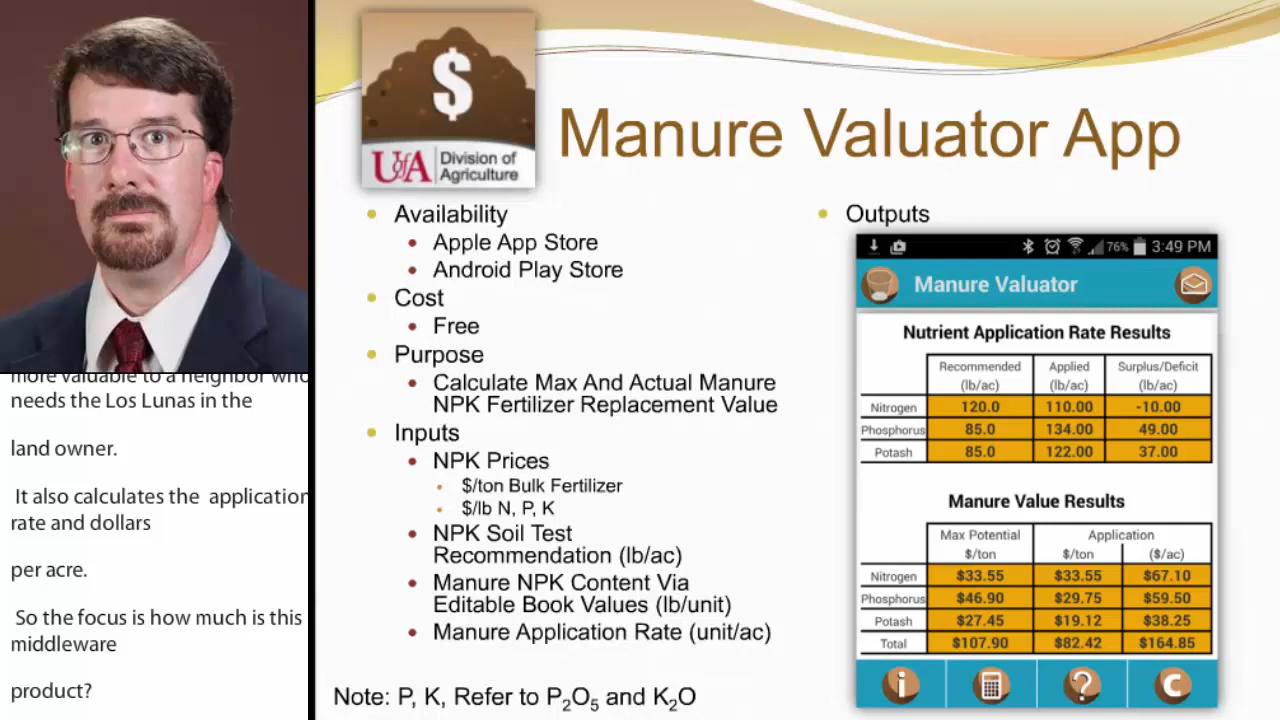 more valuable to a neighbor who
needs the Los Lunas in the
land owner.
It also calculates the  application
rate and dollars
per acre.
So the focus is how much is this
middleware
product?
$
UofA Division of
Agriculture
Manure Valuator App
Availability
Apple App Store
Android Play Store
Cost
Free
Purpose
Calculate Max And Actual Manure
NPK Fertilizer Replacement Value
Inputs
NPK Prices
$/ton Bulk Fertilizer
$/lb N, P, K
NPK Soil Test
Recommendation (lb/ac)
Manure NPK Content Via
Editable Book Values (lb/unit)
Manure Application Rate (unit/ac)
Note: P, K, Refer to P₂O₅ and K₂O
Outputs
76% 3:49 PM
Manure Valuator
Nutrient Application Rate Results
Recommended Applied Surplus/Deficit
(lb/ac) (lb/ac) (lb/ac)
Nitrogen 120.0 110.00 -10.00
Phosphorus 85.0 134.00 49.00
Potash 85.0 122.00 37.00
Manure Value Results
Max Potential Application
$/ton $/ton ($/ac)
Nitrogen $33.55 $33.55 $67.10
Phosphorus $46.90 $29.75 $59.50
Potash $27.45 $19.12 $38.25
Total $107.90 $82.42 $164.85
i ? C